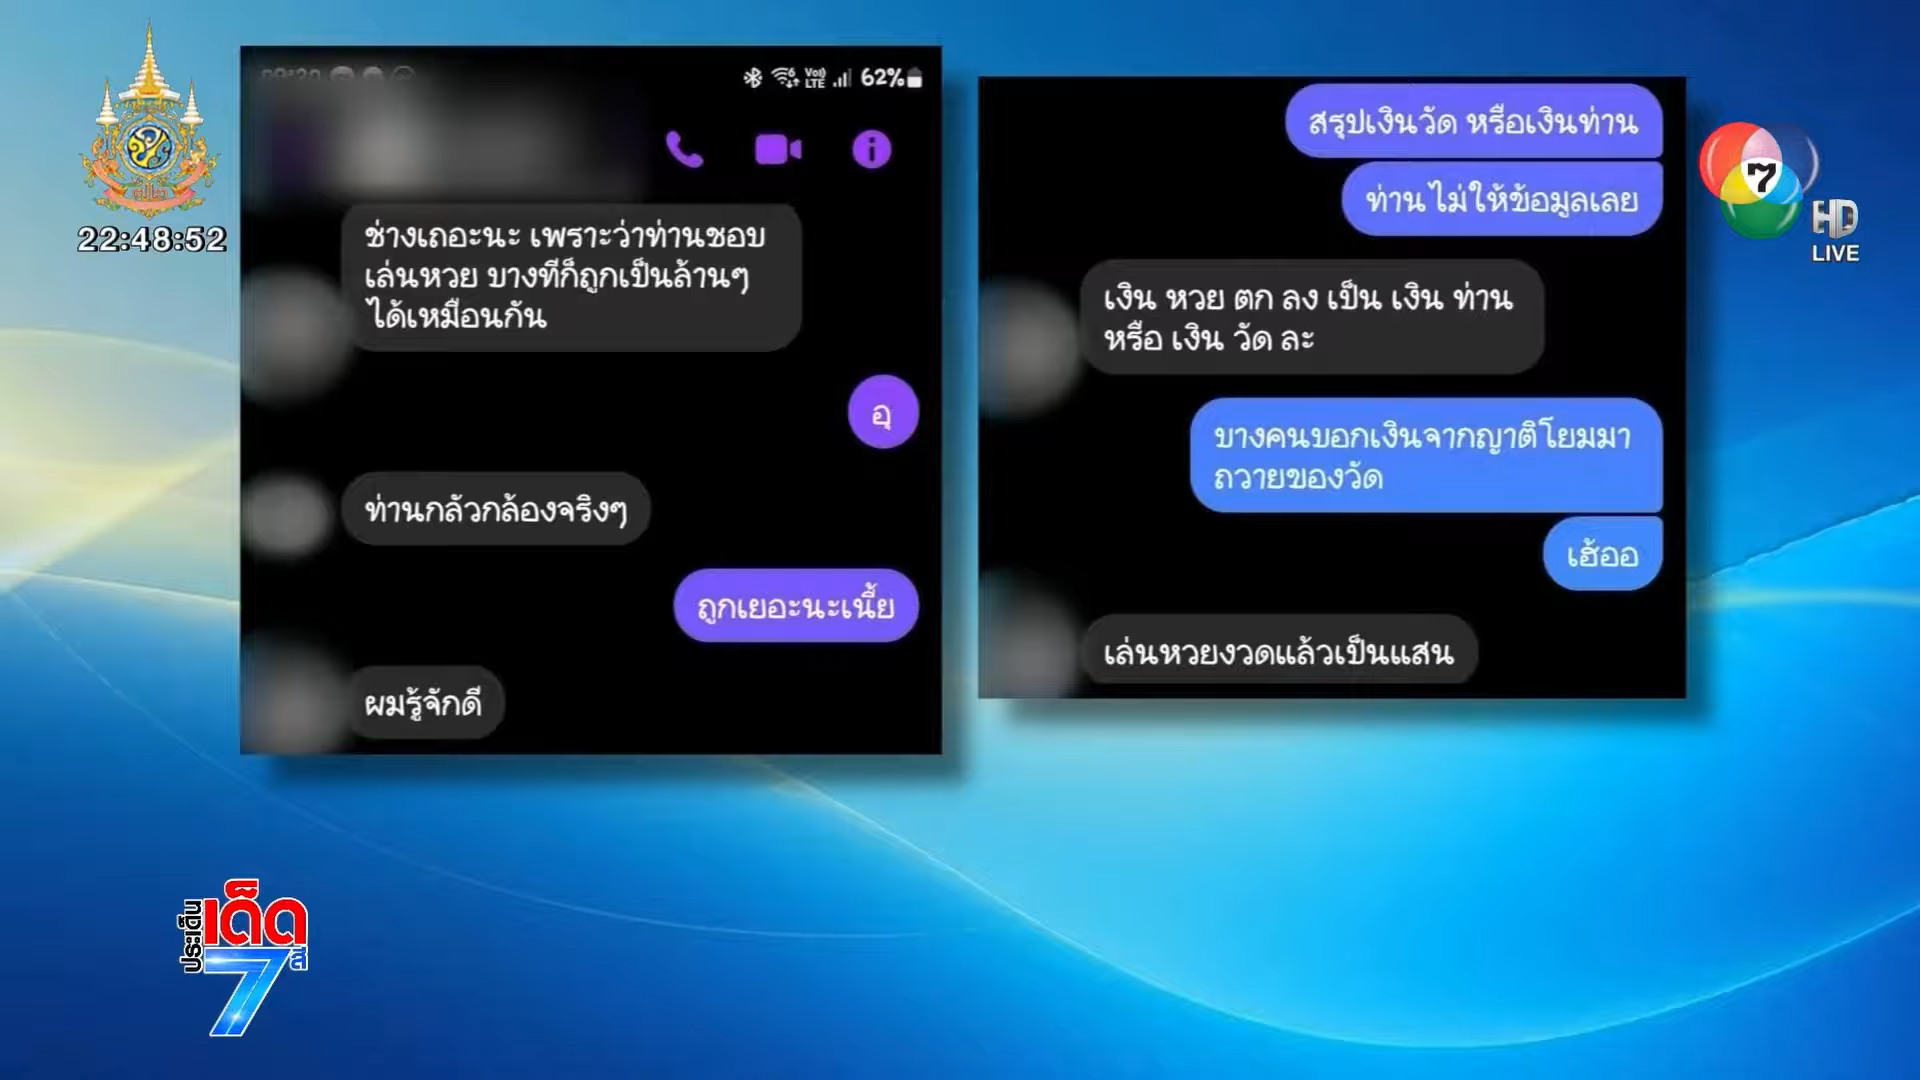 22:48:52
62%
ช่างเถอะนะ เพราะว่าท่านชอบ
เล่นหวย บางทีก็ถูกเป็นล้านๆ
ได้เหมือนกัน
อุ
ท่านกลัวกล้องจริงๆ
ถูกเยอะนะเนี้ย
ผมรู้จักดี
สรุปเงินวัด หรือเงินท่าน
ท่านไม่ให้ข้อมูลเลย
เงิน หวย ตก ลง เป็น เงิน ท่าน
หรือ เงิน วัด ละ
บางคนบอกเงินจากญาติโยมมา
ถวายของวัด
เฮ้ออ
เล่นหวยงวดแล้วเป็นแสน
7
HD
LIVE
ประเด็นเด็ด
7สี